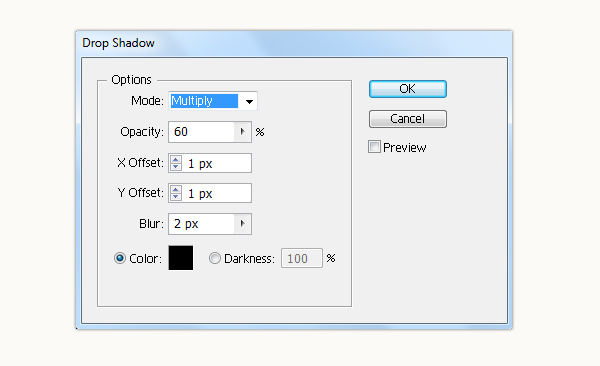 Drop Shadow
Options
Mode: Multiply
Opacity: 60 %
X Offset: 1 px
Y Offset: 1 px
Blur: 2 px
Color: Darkness: 100 %
OK
Cancel
Preview